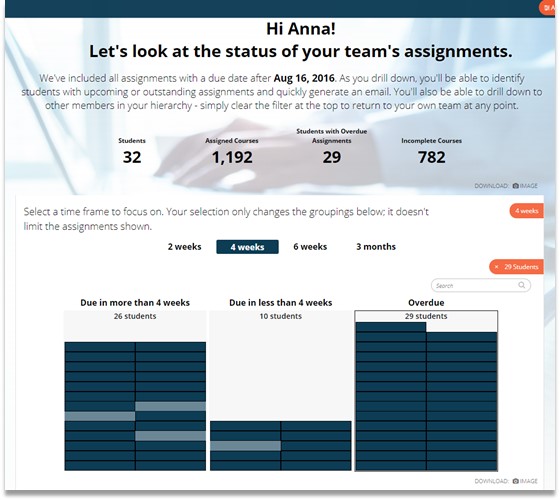 Hi Anna!
Let's look at the status of your team's assignments.
We've included all assignments with a due date after Aug 16, 2016. As you drill down, you'll be able to identify
students with upcoming or outstanding assignments and quickly generate an email. You'll also be able to drill down to
other members in your hierarchy - simply clear the filter at the top to return to your own team at any point.
Students
32
Assigned Courses
1,192
Students with Overdue
Assignments
29
Incomplete Courses
782
DOWNLOAD: IMAGE
Select a time frame to focus on. Your selection only changes the groupings below: it doesn't
limit the assignments shown.
4 weeks
2 weeks 4 weeks 6 weeks 3 months
× 29 Students
Search
Due in more than 4 weeks
26 students
Due in less than 4 weeks
10 students
Overdue
29 students
DOWNLOAD: IMAGE